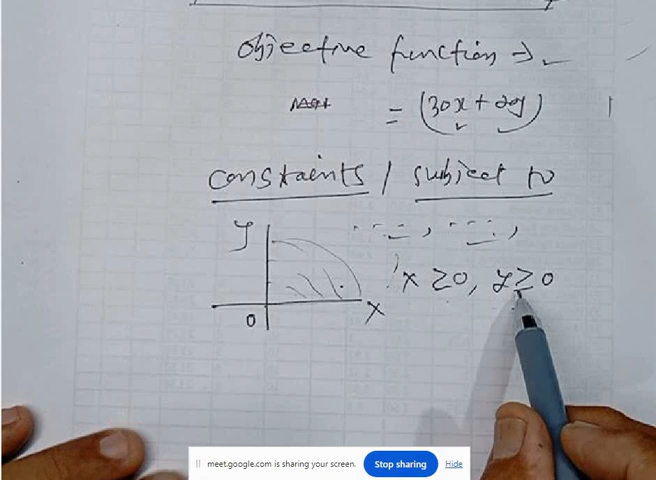 objective function → 
= (30x + 20y)
constraints / subject to
y
x ≥0, y ≥0
0
x
meet.google.com is sharing your screen. Stop sharing Hide